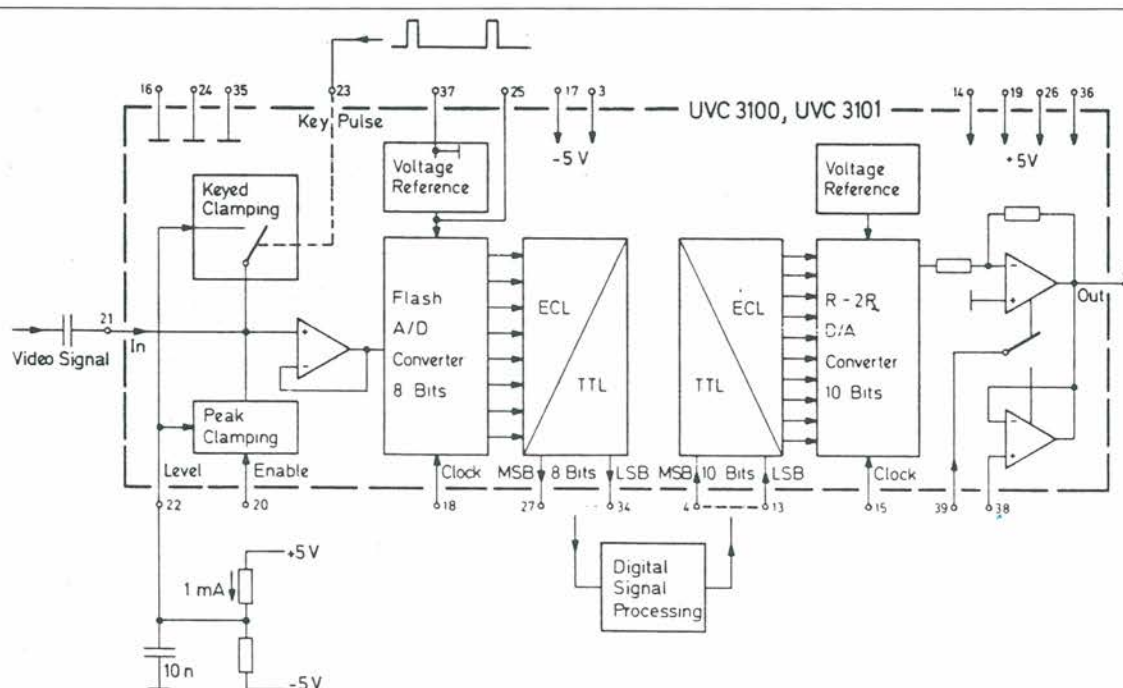 16 24 35 23 37 25 17 3 14 19 26 36
UVC 3100, UVC 3101
Key Pulse
-5 V
+5V
Keyed
Clamping
Voltage
Reference
Voltage
Reference
21
Video Signal
In
Flash
A/D
Converter
8 Bits
ECL
TTL
ECL
TTL
R-2R
D/A
Converter
10 Bits
-
+
+
-
Out
-
+
Peak
Clamping
Level
Enable
Clock
MSB 8 Bits LSB
MSB 10 Bits LSB
Clock
22 20 18 27 34 4 13 15 39 38
+5V
1 mA
10 n
-5V
Digital
Signal
Processing